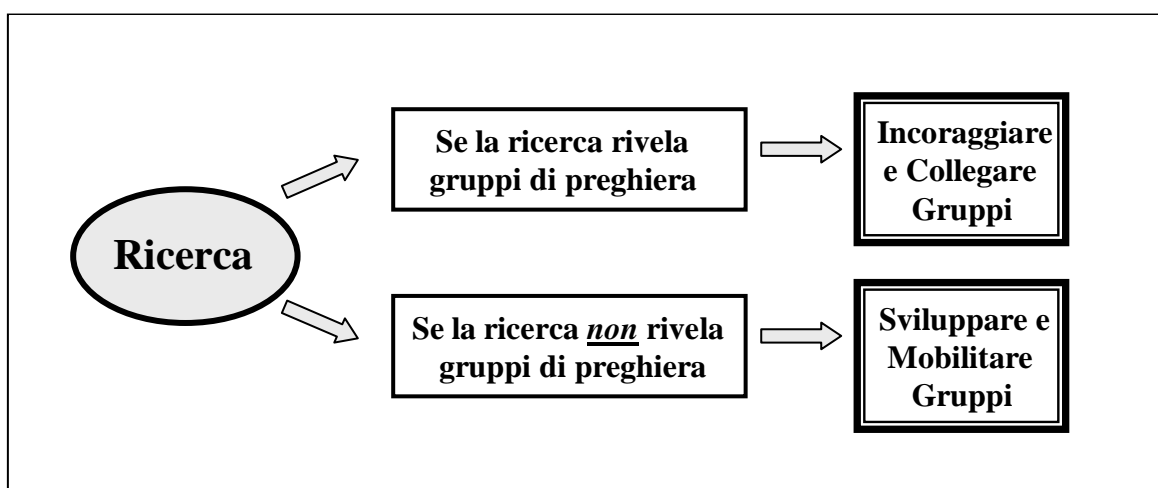 Ricerca
Se la ricerca rivela
gruppi di preghiera
Incoraggiare
e Collegare
Gruppi
Se la ricerca non rivela
gruppi di preghiera
Sviluppare e
Mobilitare
Gruppi